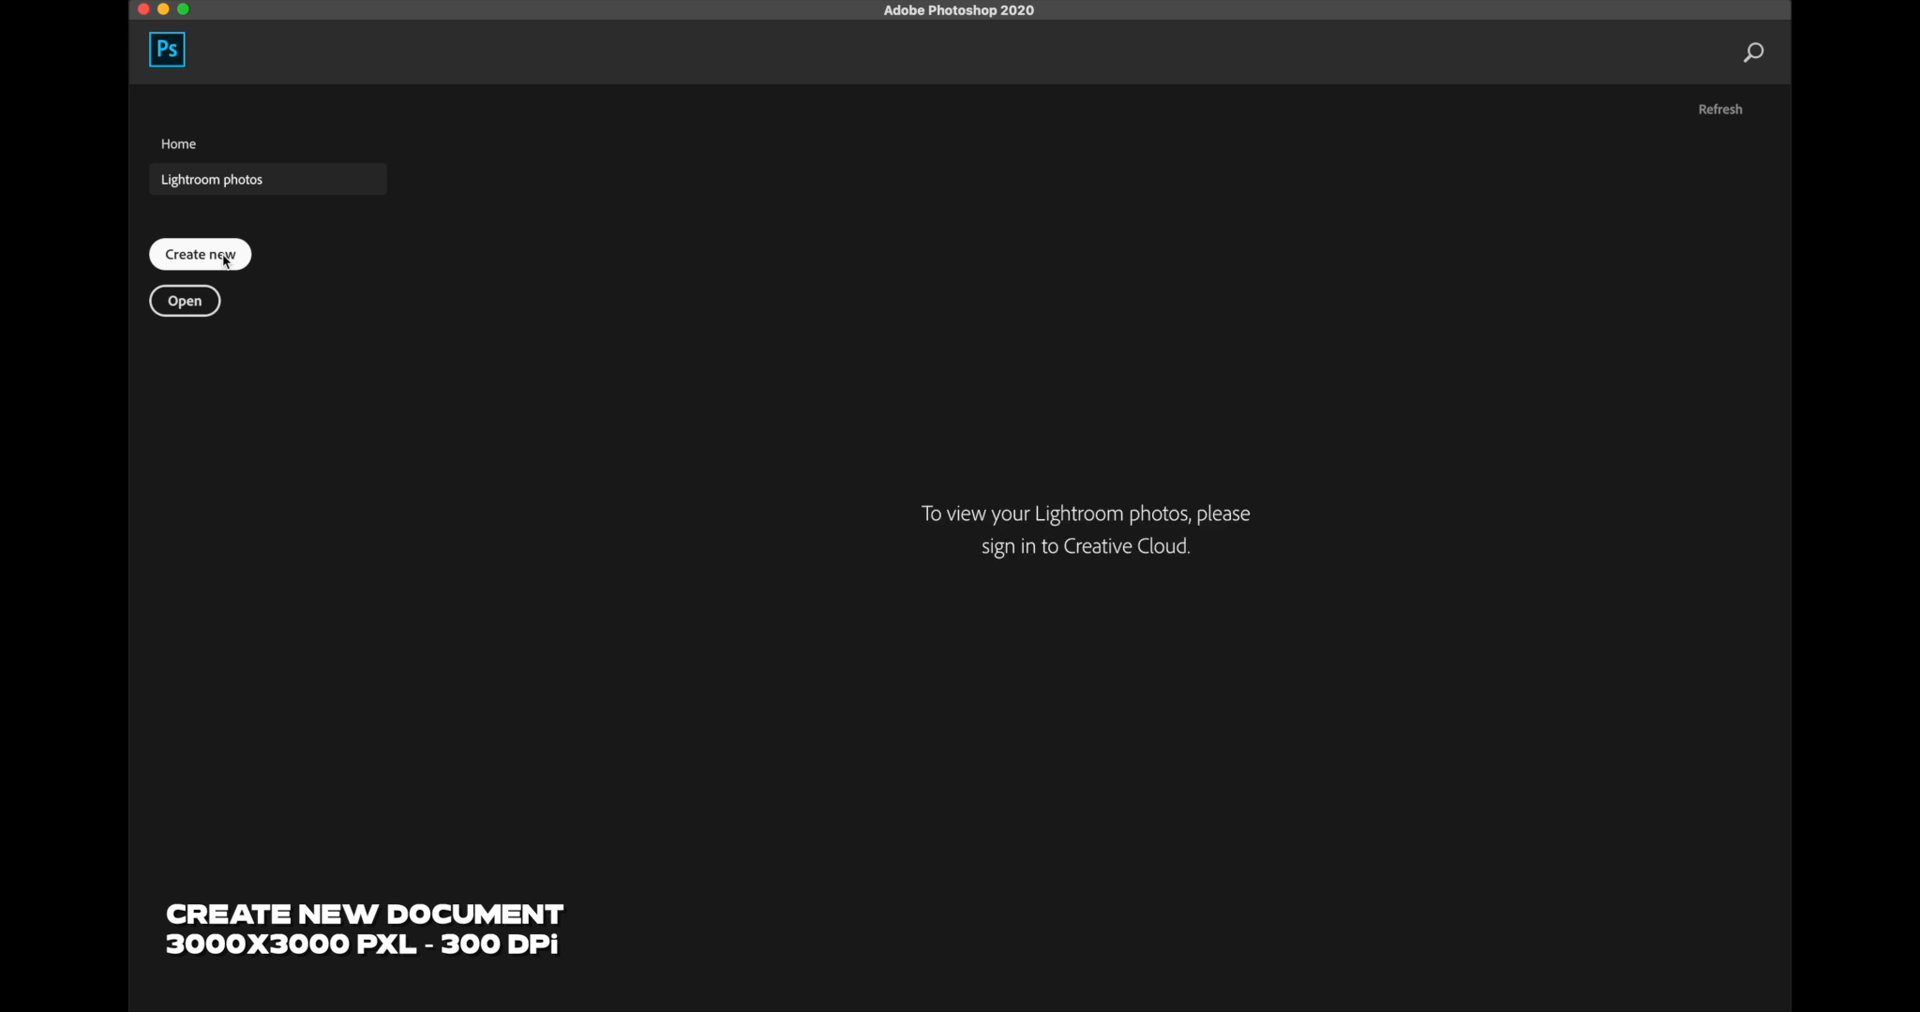 Adobe Photoshop 2020
Ps
Refresh
Home
Lightroom photos
Create new
Open
To view your Lightroom photos, please
sign in to Creative Cloud.
CREATE NEW DOCUMENT
3000X3000 PXL - 300 DPi